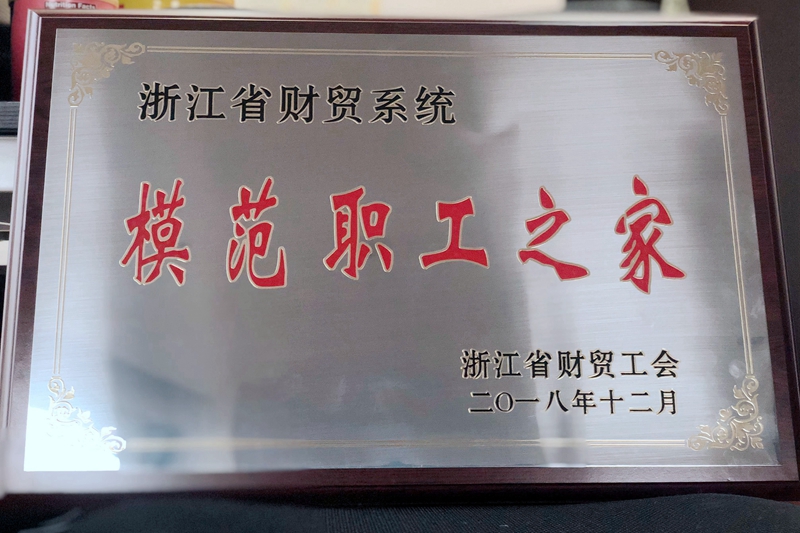 浙江省财贸系统
模范职工之家
浙江省财贸工会
二〇一八年十二月